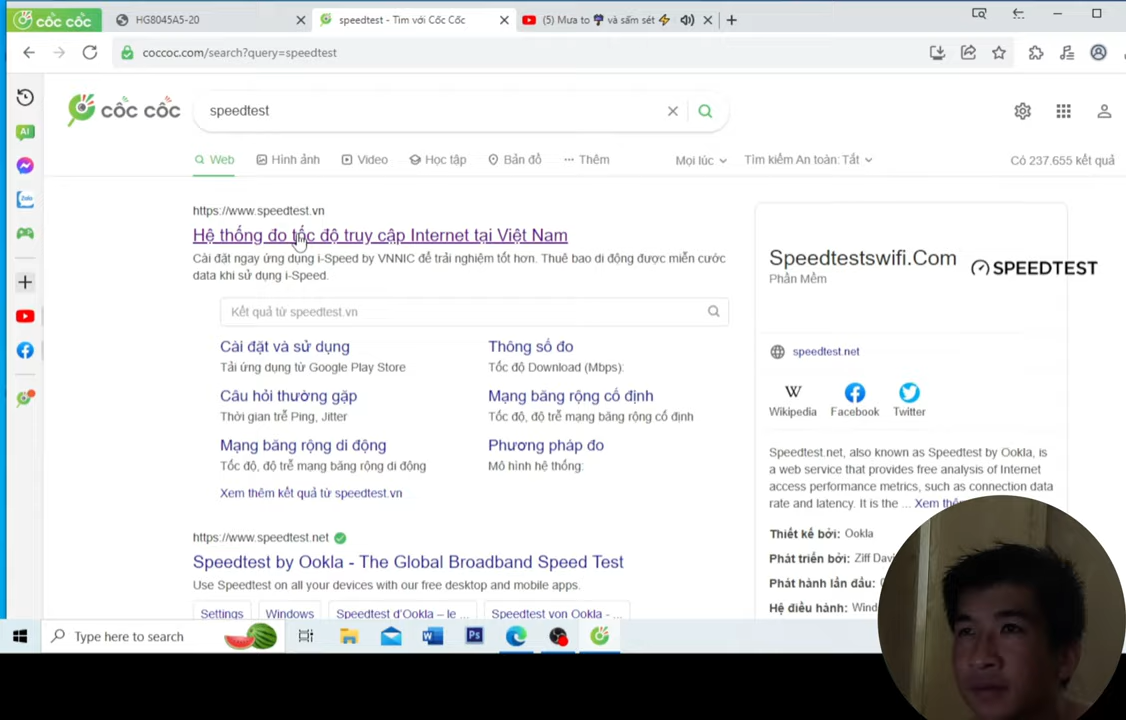 cốc cốc
HG8045A5-20
speedtest - Tìm với Cốc Cốc
(5) Mưa to và sấm sét
coccoc.com/search?query=speedtest
cốc cốc
speedtest
AI
Zalo
Web
Hình ảnh
Video
Học tập
Bản đồ
Thêm
Mọi lúc
Tìm kiếm An toàn: Tắt
Có 237.655 kết quả
https://www.speedtest.vn
Hệ thống đo tốc độ truy cập Internet tại Việt Nam
Cài đặt ngay ứng dụng i-Speed by VNNIC để trải nghiệm tốt hơn. Thuê bao di động được miễn cước
data khi sử dụng i-Speed.
Kết quả từ speedtest.vn
Cài đặt và sử dụng
Tải ứng dụng từ Google Play Store
Thông số đo
Tốc độ Download (Mbps):
Câu hỏi thường gặp
Thời gian trễ Ping, Jitter
Mạng băng rộng cố định
Tốc độ, độ trễ mạng băng rộng cố định
Mạng băng rộng di động
Tốc độ, độ trễ mạng băng rộng di động
Phương pháp đo
Mô hình hệ thống:
Xem thêm kết quả từ speedtest.vn
https://www.speedtest.net
Speedtest by Ookla - The Global Broadband Speed Test
Use Speedtest on all your devices with our free desktop and mobile apps.
Settings
Windows
Speedtest d'Ookla – le ...
Speedtest von Ookla - ...
Speedtestswifi.Com
Phần Mềm
SPEEDTEST
speedtest.net
W
Wikipedia
Facebook
Twitter
Speedtest.net, also known as Speedtest by Ookla, is
a web service that provides free analysis of Internet
access performance metrics, such as connection data
rate and latency. It is the ... Xem
Thiết kế bởi: Ookla
Phát triển bởi: Ziff
Phát hành lần đầu:
Hệ điều hành:
Type here to search
W
Ps